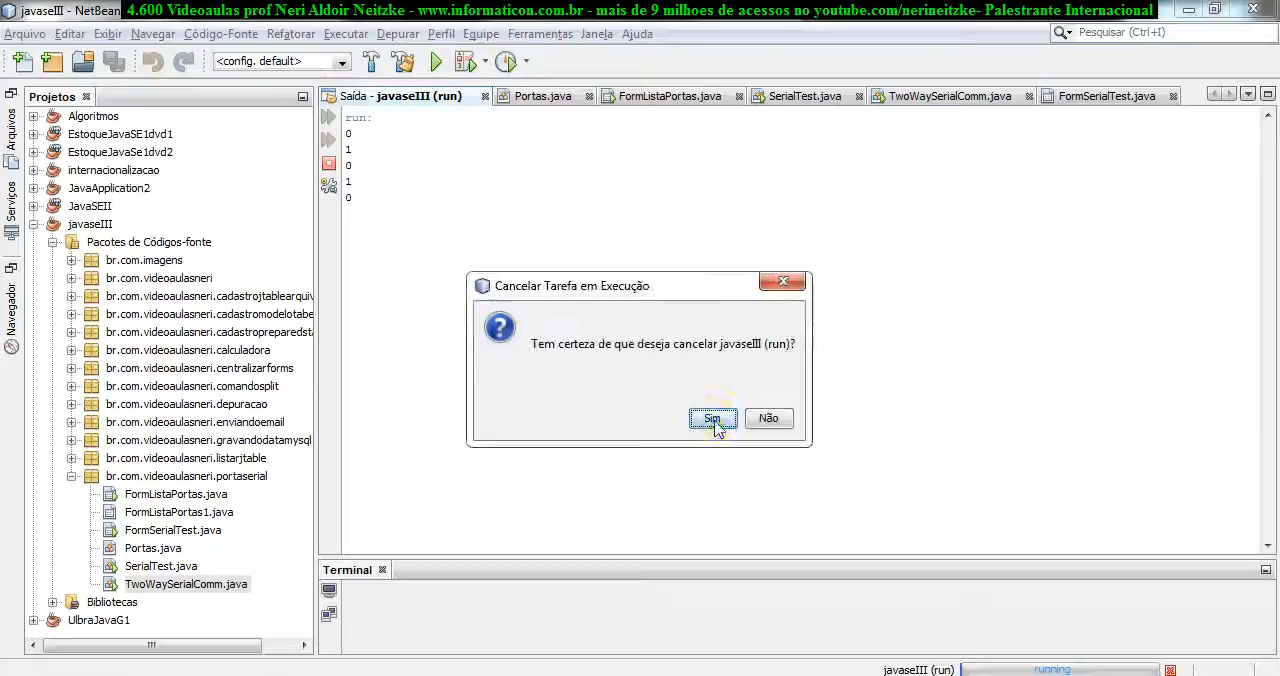 javaseIII - NetBean
4.600 Videoaulas prof Neri Aldoir Neitzke - www.informaticon.com.br - mais de 9 milhoes de acessos no youtube.com/nerineitzke- Palestrante Internacional
Arquivo Editar Exibir Navegar Código-Fonte Refatorar Executar Depurar Perfil Equipe Ferramentas Janela Ajuda
Pesquisar (Ctrl+I)
<config. default>
Projetos
Saída - javaseIII (run)
Portas.java
FormListaPortas.java
SerialTest.java
TwoWaySerialComm.java
FormSerialTest.java
Arquivos
Serviços
Navegador
Algoritmos
EstoqueJavaSE1dvd1
EstoqueJavaSe1dvd2
internacionalizacao
JavaApplication2
JavaSEII
javaseIII
Pacotes de Códigos-fonte
br.com.imagens
br.com.videoaulasneri
br.com.videoaulasneri.cadastrojtablearquiv
br.com.videoaulasneri.cadastromodelotabe
br.com.videoaulasneri.cadastropreparedsta
br.com.videoaulasneri.calculadora
br.com.videoaulasneri.centralizarforms
br.com.videoaulasneri.comandosplit
br.com.videoaulasneri.depuracao
br.com.videoaulasneri.enviandoemail
br.com.videoaulasneri.gravandodatamysql
br.com.videoaulasneri.listarjtable
br.com.videoaulasneri.portaserial
FormListaPortas.java
FormListaPortas1.java
FormSerialTest.java
Portas.java
SerialTest.java
TwoWaySerialComm.java
Bibliotecas
UlbraJavaG1
run:
0
1
0
1
0
Cancelar Tarefa em Execução
Tem certeza de que deseja cancelar javaseIII (run)?
Sim
Não
Terminal
javaseIII (run)
running